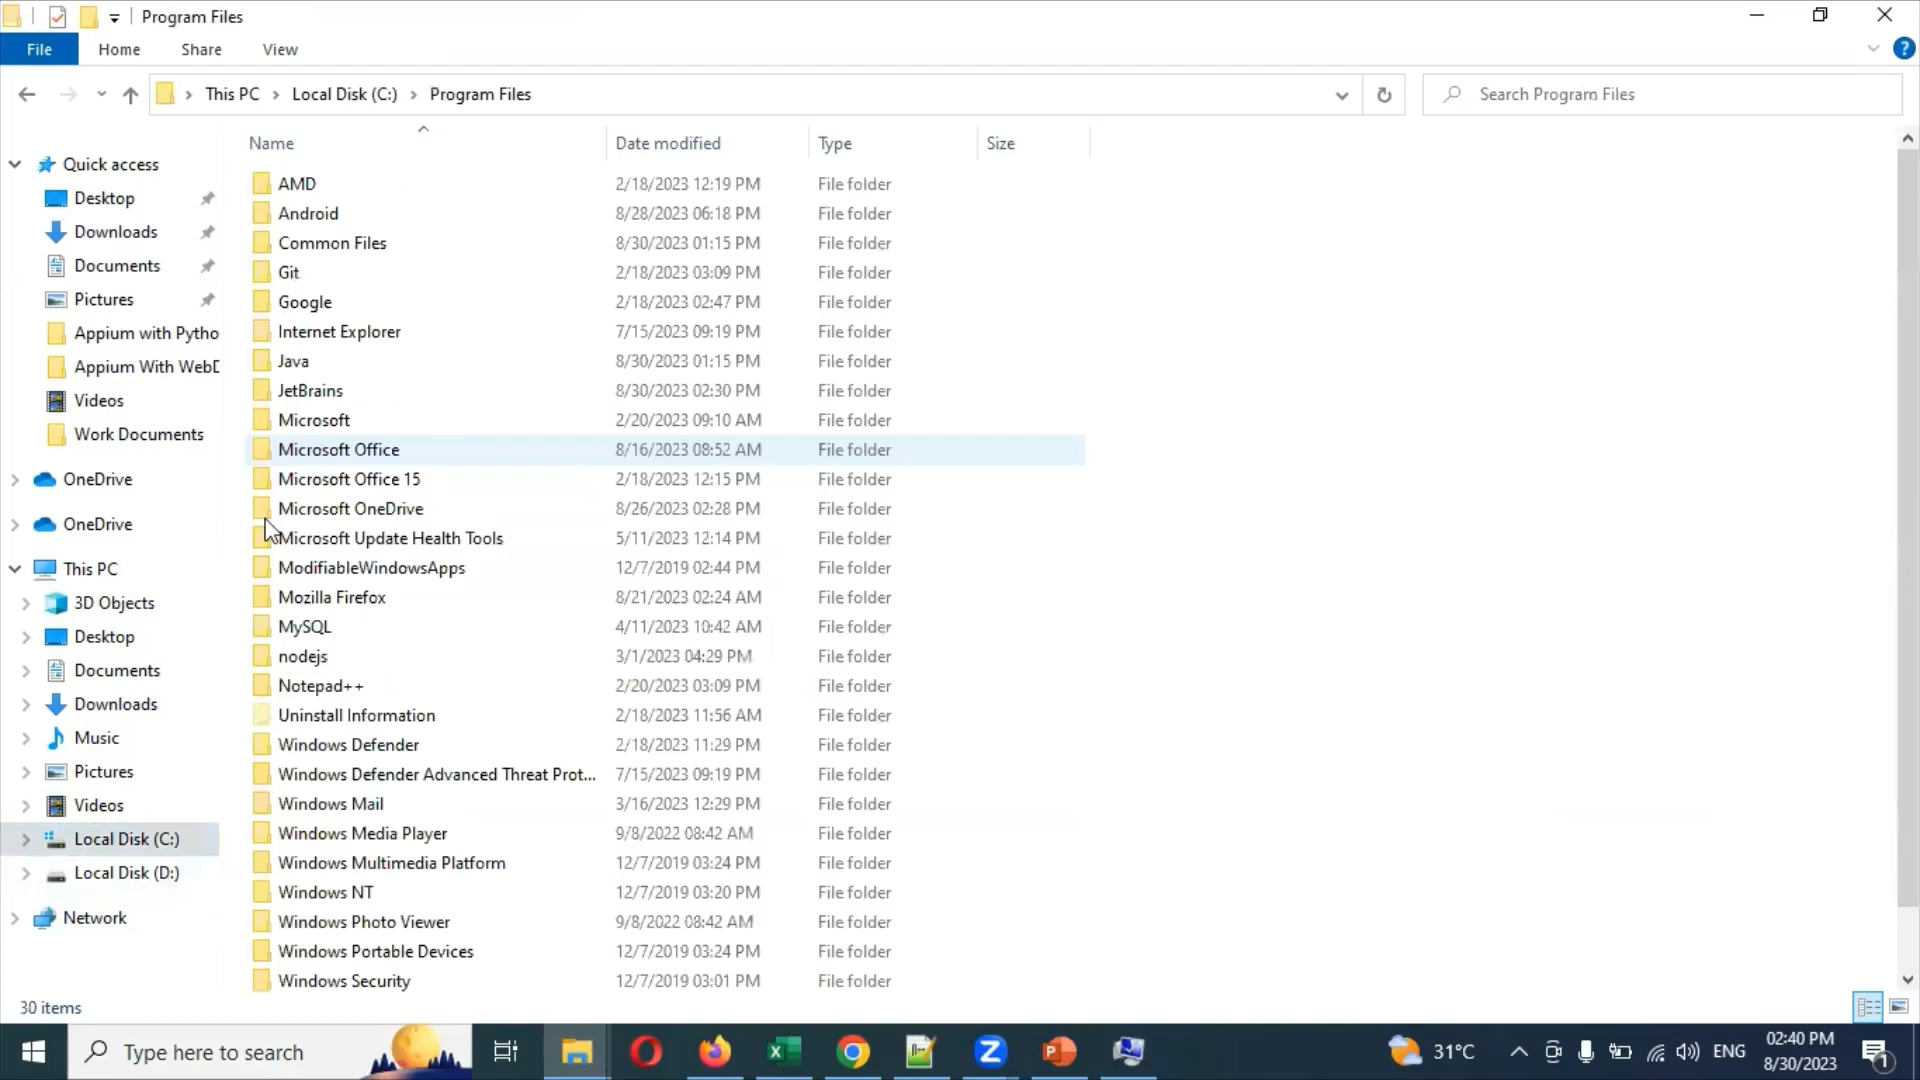 Program Files
File Home Share View
This PC > Local Disk (C:) > Program Files
Search Program Files
Name Date modified Type Size
Quick access
Desktop
Downloads
Documents
Pictures
Appium with Pytho
Appium With WebD
Videos
Work Documents
OneDrive
OneDrive
This PC
3D Objects
Desktop
Documents
Downloads
Music
Pictures
Videos
Local Disk (C:)
Local Disk (D:)
Network
AMD 2/18/2023 12:19 PM File folder
Android 8/28/2023 06:18 PM File folder
Common Files 8/30/2023 01:15 PM File folder
Git 2/18/2023 03:09 PM File folder
Google 2/18/2023 02:47 PM File folder
Internet Explorer 7/15/2023 09:19 PM File folder
Java 8/30/2023 01:15 PM File folder
JetBrains 8/30/2023 02:30 PM File folder
Microsoft 2/20/2023 09:10 AM File folder
Microsoft Office 8/16/2023 08:52 AM File folder
Microsoft Office 15 2/18/2023 12:15 PM File folder
Microsoft OneDrive 8/26/2023 02:28 PM File folder
Microsoft Update Health Tools 5/11/2023 12:14 PM File folder
ModifiableWindowsApps 12/7/2019 02:44 PM File folder
Mozilla Firefox 8/21/2023 02:24 AM File folder
MySQL 4/11/2023 10:42 AM File folder
nodejs 3/1/2023 04:29 PM File folder
Notepad++ 2/20/2023 03:09 PM File folder
Uninstall Information 2/18/2023 11:56 AM File folder
Windows Defender 2/18/2023 11:29 PM File folder
Windows Defender Advanced Threat Prot... 7/15/2023 09:19 PM File folder
Windows Mail 3/16/2023 12:29 PM File folder
Windows Media Player 9/8/2022 08:42 AM File folder
Windows Multimedia Platform 12/7/2019 03:24 PM File folder
Windows NT 12/7/2019 03:20 PM File folder
Windows Photo Viewer 9/8/2022 08:42 AM File folder
Windows Portable Devices 12/7/2019 03:24 PM File folder
Windows Security 12/7/2019 03:01 PM File folder
30 items
Type here to search
31°C
ENG
02:40 PM
8/30/2023
1